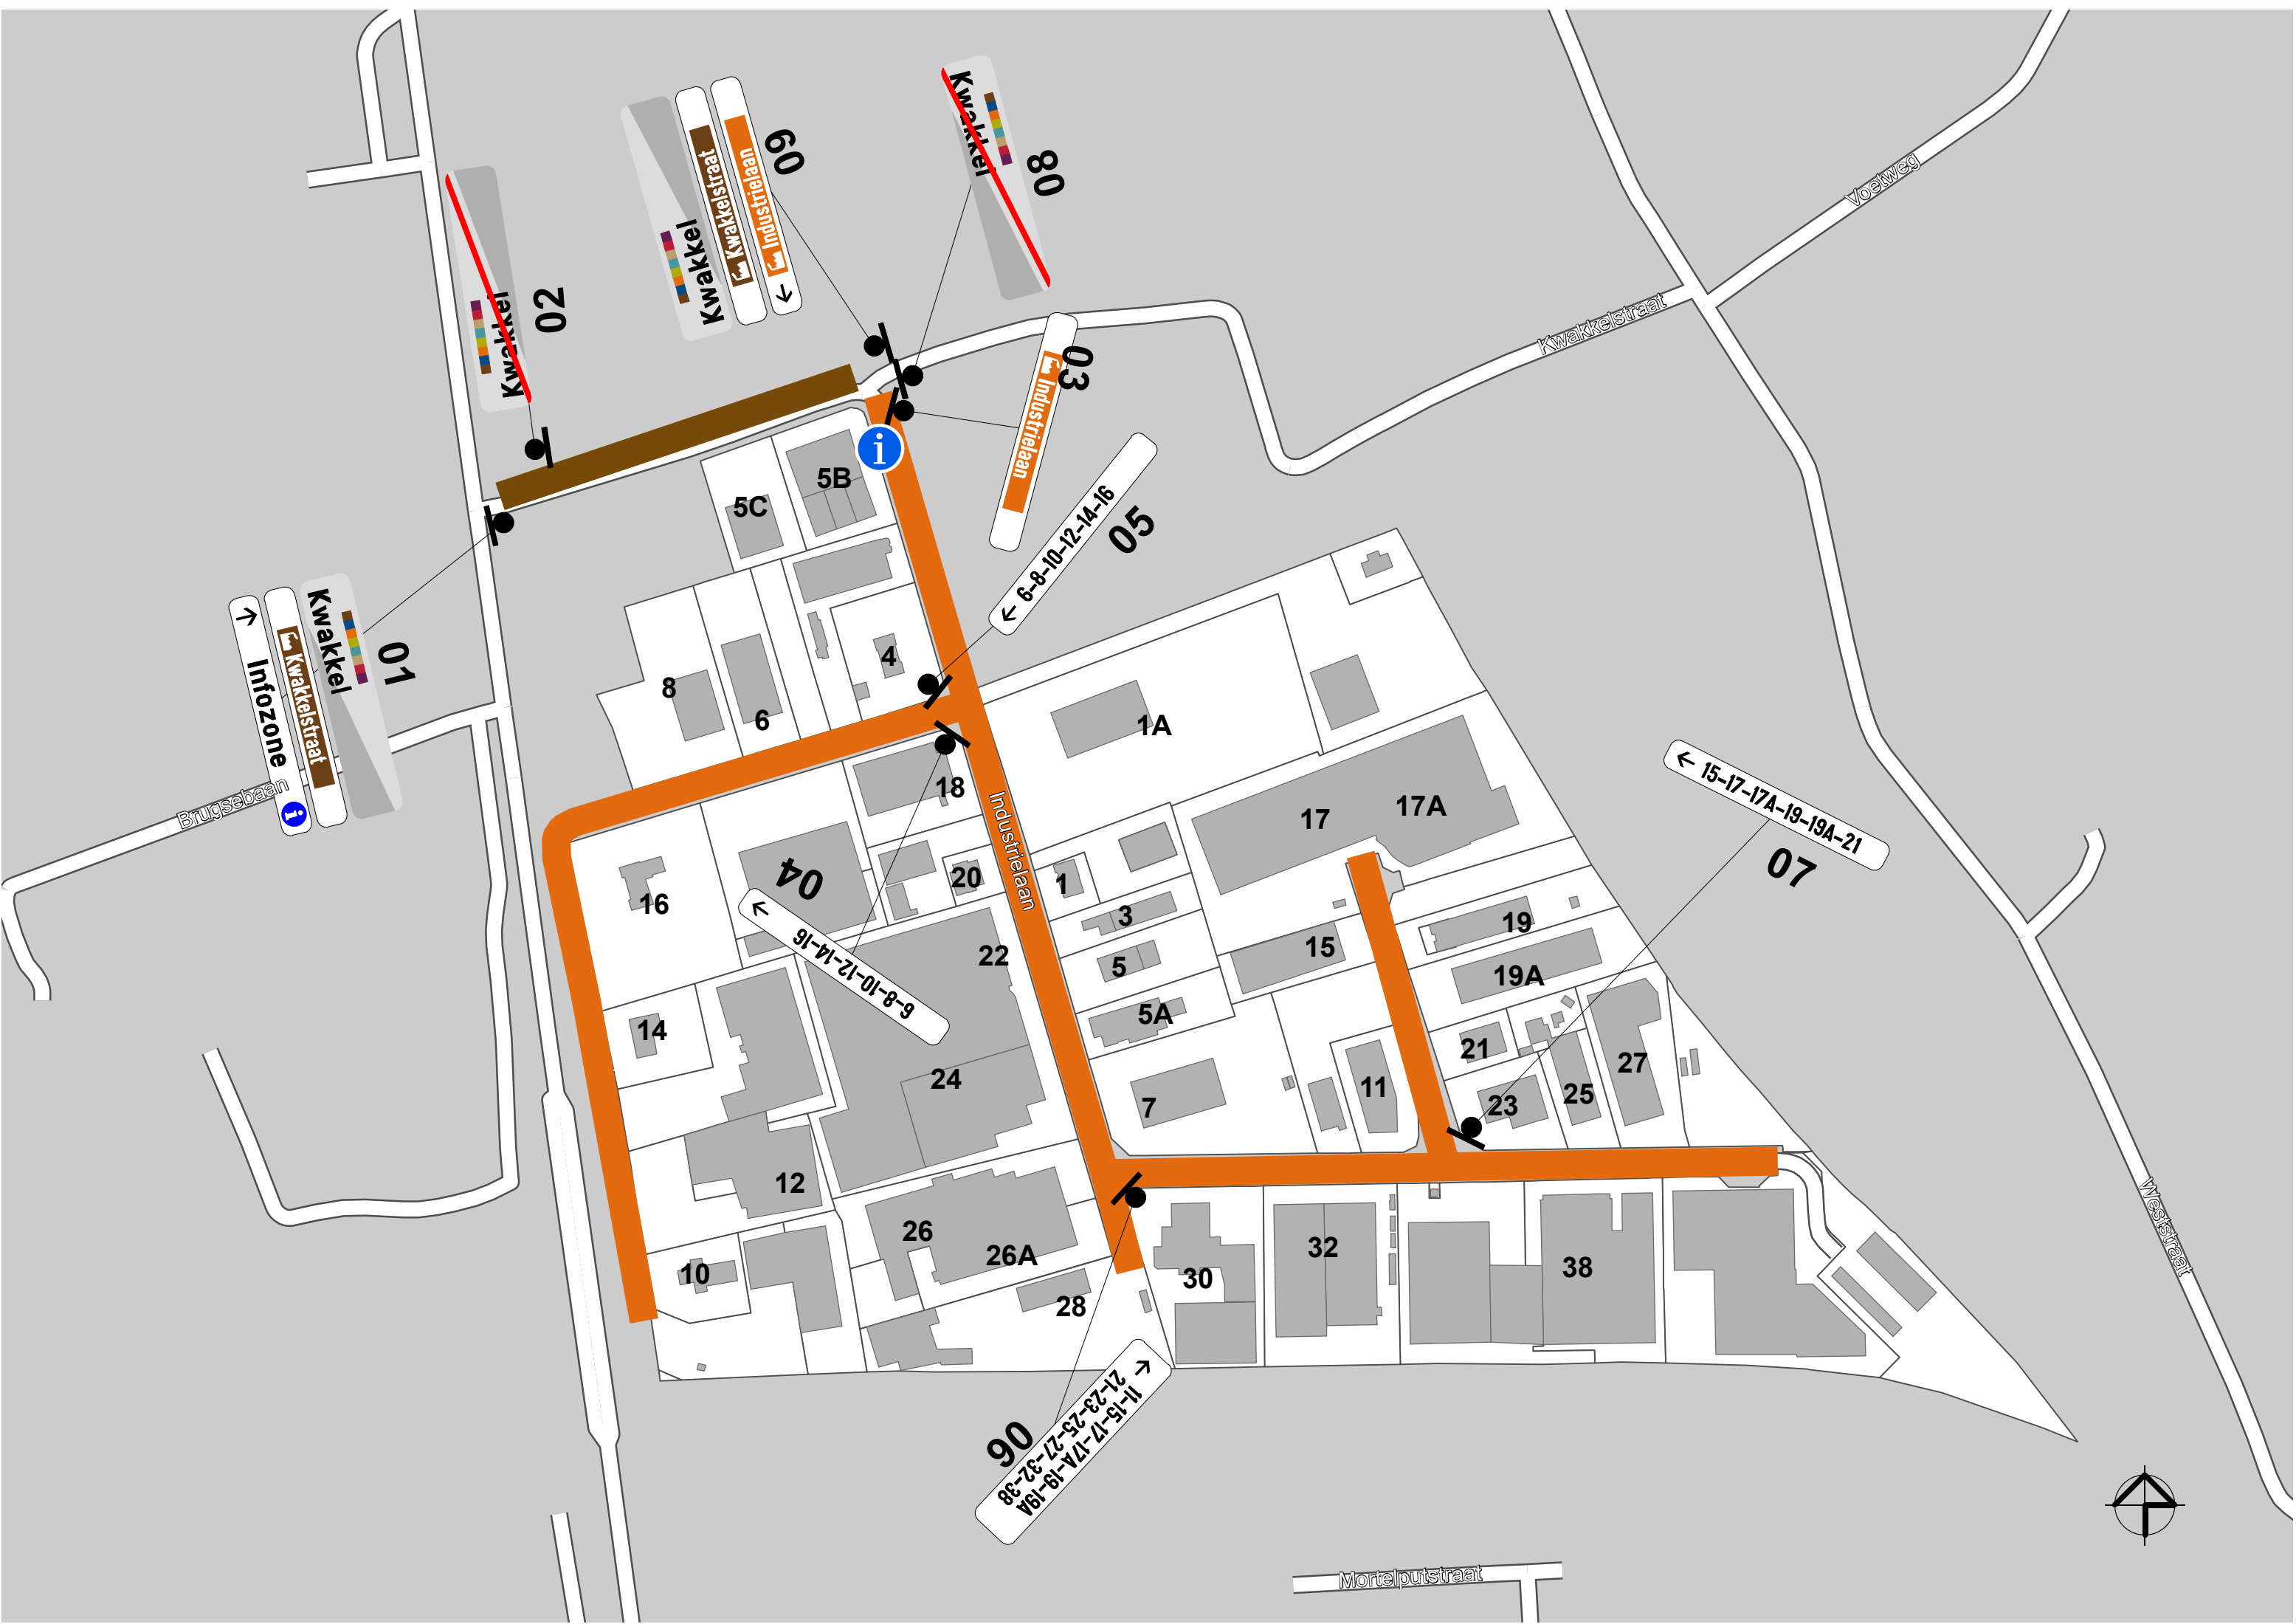 Kwakkel
02
Kwakkel
Kwakkelstraat
Industrielaan
09
Kwakkel
08
Voetweg
Kwakkelstraat
Industrielaan
03
← 6-8-10-12-14-16
05
01
Kwakkel
Kwakkelstraat
Infozone
i
Brugsebaan
i
5B
5C
4
8
6
1A
18
17
17A
Industrielaan
← 15-17-17A-19-19A-21
07
04
← 6-8-10-12-14-16
16
20
1
3
22
5
15
19
19A
5A
14
24
7
11
21
23
25
27
12
26
26A
10
28
30
32
38
Weststraat
06
→
11-15-17-17A-19-19A
21-23-25-27-32-38
Mortelputstraat